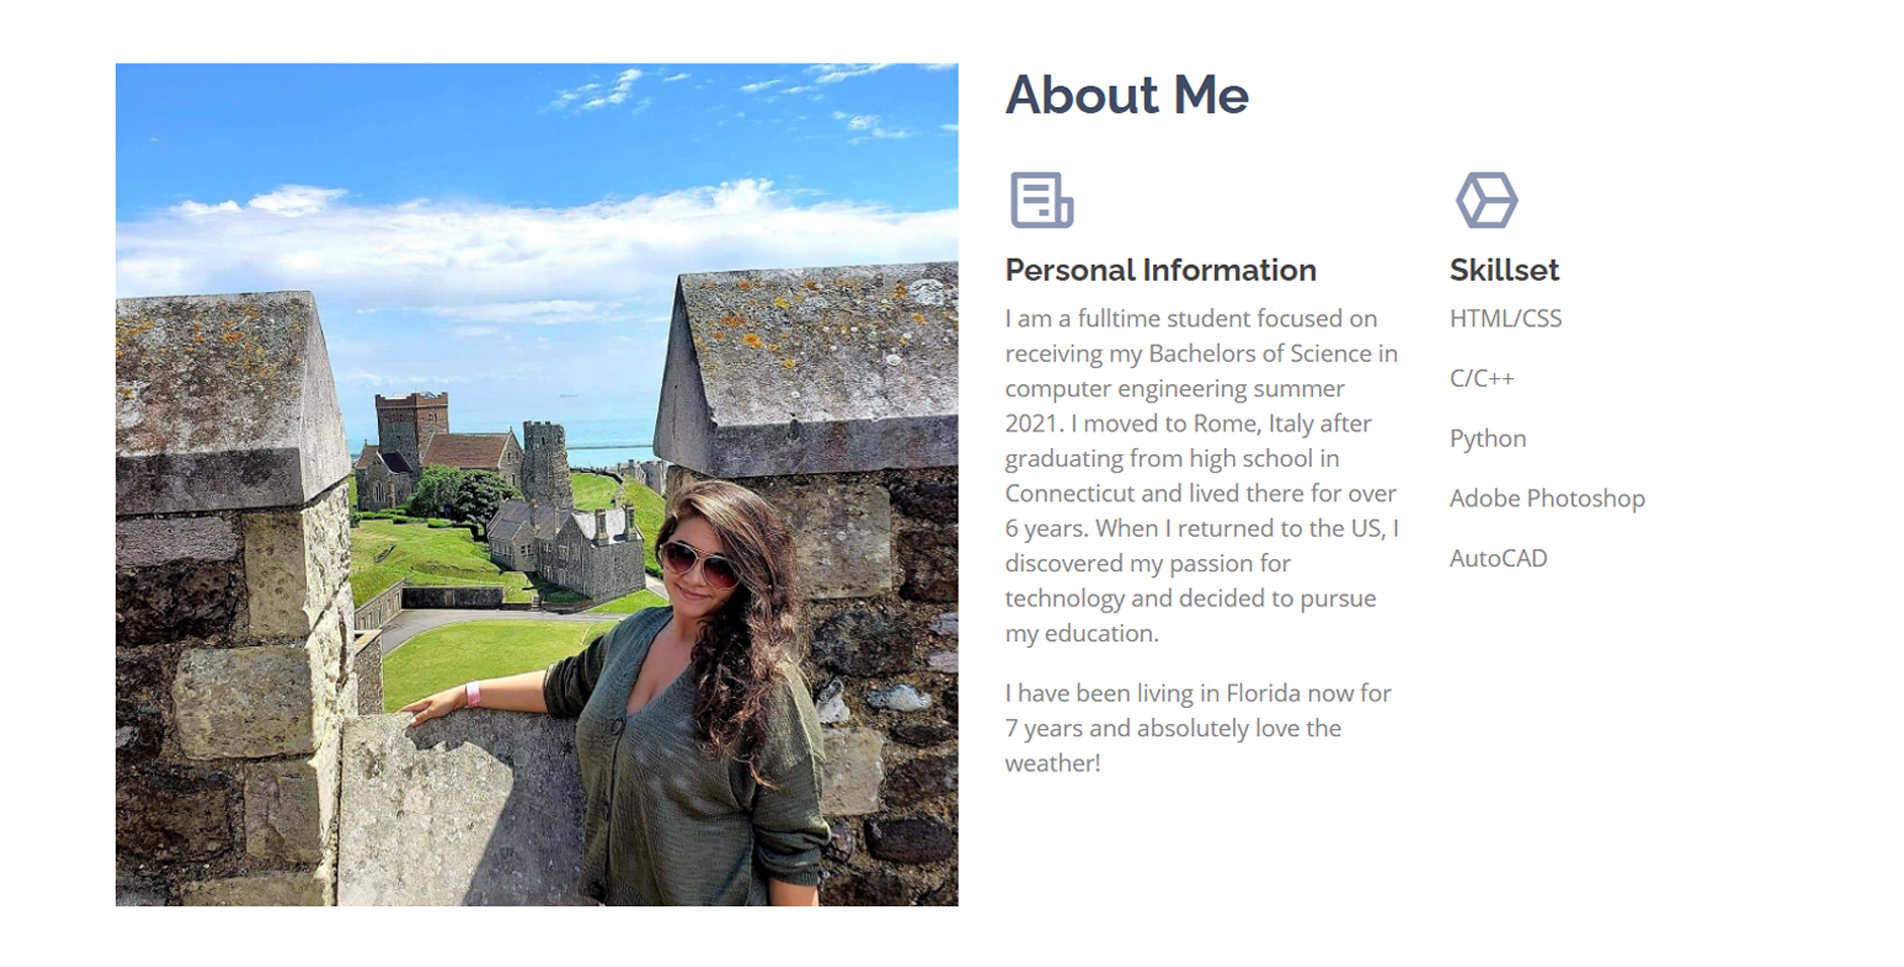 About Me
Personal Information
I am a fulltime student focused on
receiving my Bachelors of Science in
computer engineering summer
2021. I moved to Rome, Italy after
graduating from high school in
Connecticut and lived there for over
6 years. When I returned to the US, I
discovered my passion for
technology and decided to pursue
my education.
I have been living in Florida now for
7 years and absolutely love the
weather!
Skillset
HTML/CSS
C/C++
Python
Adobe Photoshop
AutoCAD